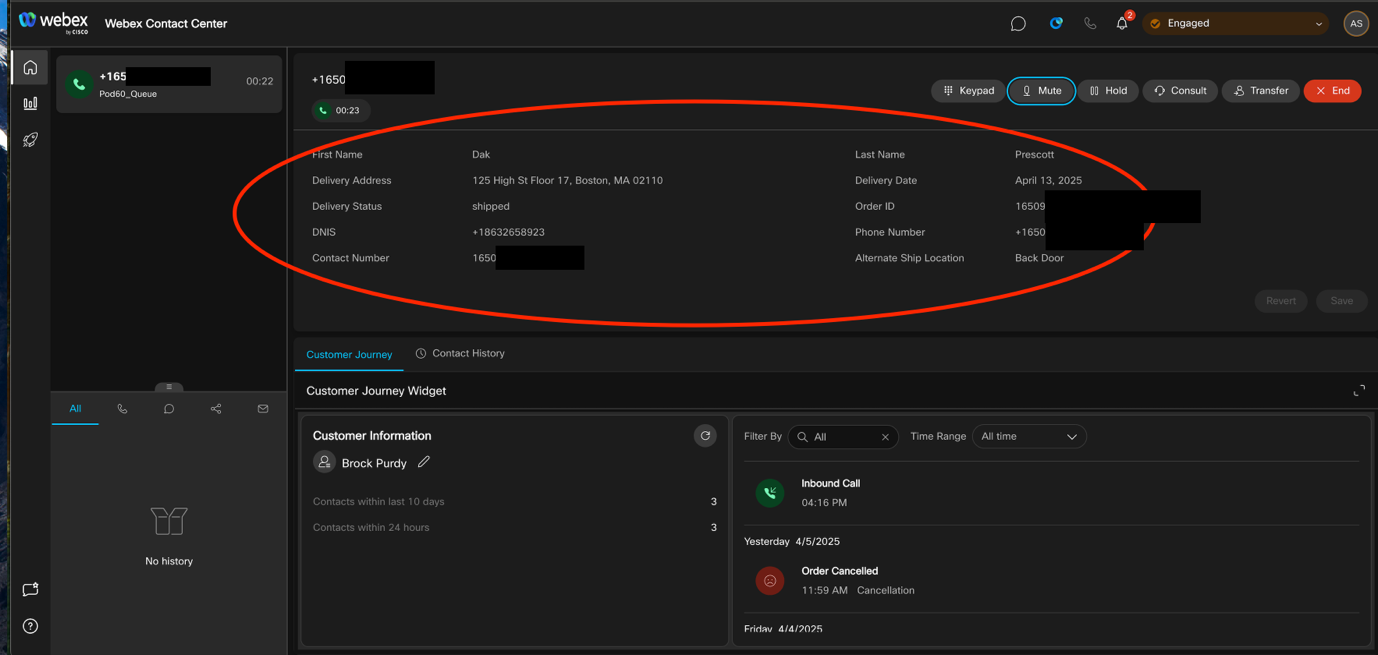 webex by CISCO Webex Contact Center
2 Engaged AS
+165
Pod60_Queue
00:22
+1650
00:23
Keypad Mute Hold Consult Transfer End
First Name Dak Last Name Prescott
Delivery Address 125 High St Floor 17, Boston, MA 02110 Delivery Date April 13, 2025
Delivery Status shipped Order ID 16509
DNIS +18632658923 Phone Number +1650
Contact Number 1650 Alternate Ship Location Back Door
Revert Save
Customer Journey Contact History
Customer Journey Widget
All
No history
Customer Information
Brock Purdy
Contacts within last 10 days 3
Contacts within 24 hours 3
Filter By All Time Range All time
Inbound Call
04:16 PM
Yesterday 4/5/2025
Order Cancelled
11:59 AM Cancellation
Friday 4/4/2025